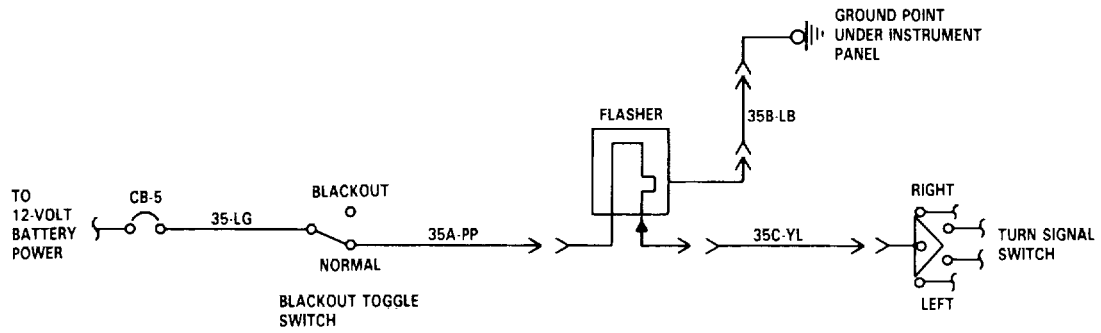 GROUND POINT
UNDER INSTRUMENT
PANEL
FLASHER
35B-LB
TO
12-VOLT
BATTERY
POWER
CB-5
35-LG
BLACKOUT
NORMAL
BLACKOUT TOGGLE
SWITCH
35A-PP
35C-YL
RIGHT
LEFT
TURN SIGNAL
SWITCH